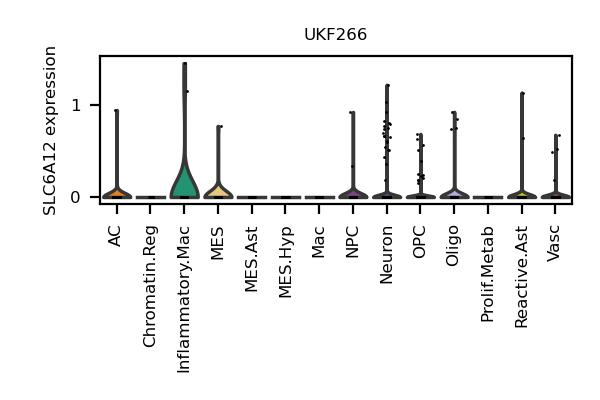 UKF266
SLC6A12 expression
1
0
AC
Chromatin.Reg
Inflammatory.Mac
MES
MES.Ast
MES.Hyp
Mac
NPC
Neuron
OPC
Oligo
Prolif.Metab
Reactive.Ast
Vasc